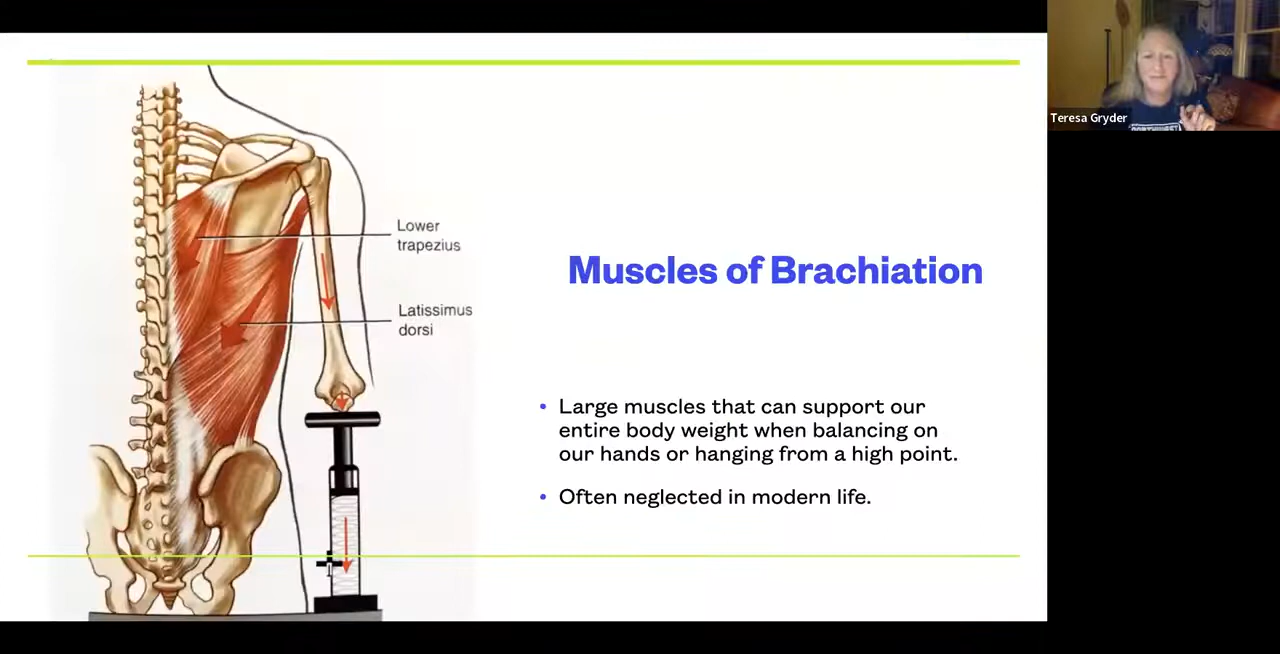 Lower
trapezius
Latissimus
dorsi
Muscles of Brachiation
• Large muscles that can support our
entire body weight when balancing on
our hands or hanging from a high point.
• Often neglected in modern life.
Teresa Gryder